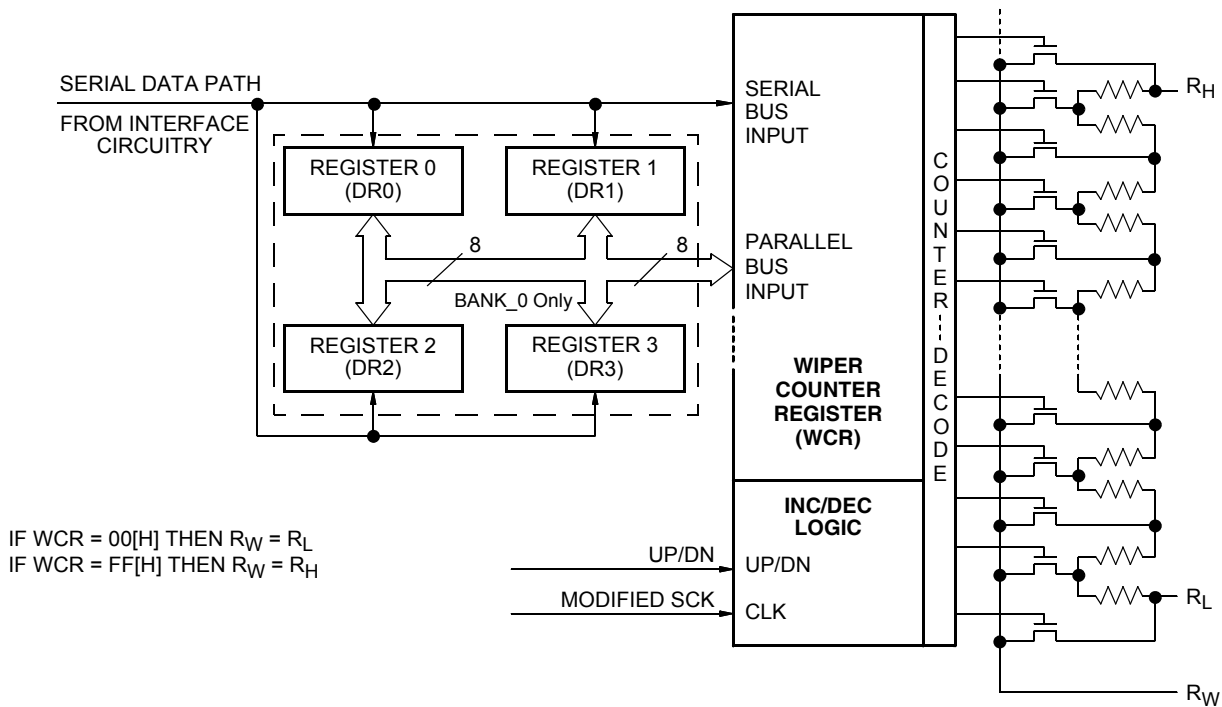 SERIAL DATA PATH
FROM INTERFACE
CIRCUITRY
REGISTER 0
(DR0)
REGISTER 1
(DR1)
8
8
BANK_0 Only
REGISTER 2
(DR2)
REGISTER 3
(DR3)
SERIAL
BUS
INPUT
PARALLEL
BUS
INPUT
WIPER
COUNTER
REGISTER
(WCR)
INC/DEC
LOGIC
UP/DN
UP/DN
MODIFIED SCK
CLK
COUNTER
DECODE
RH
RL
RW
IF WCR = 00[H] THEN RW = RL
IF WCR = FF[H] THEN RW = RH